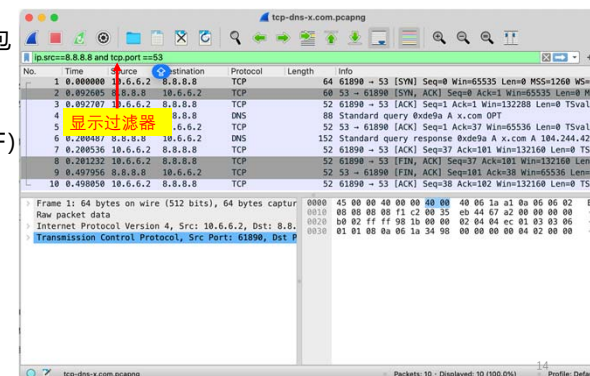 tcp-dns-x.com.pcapng
包
ip.src==8.8.8.8 and tcp.port ==53
No. Time Source Destination Protocol Length Info
1 0.000000 10.6.6.2 8.8.8.8 TCP 64 61890 → 53 [SYN] Seq=0 Win=65535 Len=0 MSS=1260 WS=
2 0.092605 8.8.8.8 10.6.6.2 TCP 60 53 → 61890 [SYN, ACK] Seq=0 Ack=1 Win=65535 Len=0 M
3 0.092707 10.6.6.2 8.8.8.8 TCP 52 61890 → 53 [ACK] Seq=1 Ack=1 Win=132288 Len=0 TSval
4 8.8.8.8 DNS 88 Standard query 0xde9a A x.com OPT
显示过滤器
5 .6.6.2 TCP 52 53 → 61890 [ACK] Seq=1 Ack=37 Win=65536 Len=0 TSval
F)
6 0.200487 8.8.8.8 10.6.6.2 DNS 152 Standard query response 0xde9a A x.com A 104.244.42
7 0.200536 10.6.6.2 8.8.8.8 TCP 52 61890 → 53 [ACK] Seq=37 Ack=101 Win=132160 Len=0 TS
8 0.201232 10.6.6.2 8.8.8.8 TCP 52 61890 → 53 [FIN, ACK] Seq=37 Ack=101 Win=132160 Len
9 0.497956 8.8.8.8 10.6.6.2 TCP 52 53 → 61890 [FIN, ACK] Seq=101 Ack=38 Win=65536 Len=
10 0.498050 10.6.6.2 8.8.8.8 TCP 52 61890 → 53 [ACK] Seq=38 Ack=102 Win=132160 Len=0 TS
Frame 1: 64 bytes on wire (512 bits), 64 bytes captur
Raw packet data
Internet Protocol Version 4, Src: 10.6.6.2, Dst: 8.8.
Transmission Control Protocol, Src Port: 61890, Dst P
0000 45 00 00 40 00 00 40 00 40 06 1a a1 0a 06 06 02 E
0010 08 08 08 08 f1 c2 00 35 eb 44 67 a2 00 00 00 00
0020 b0 02 ff ff 98 1b 00 00 02 04 04 ec 01 03 03 06
0030 01 01 08 0a 06 1a 34 98 00 00 00 00 04 02 00 00
14
tcp-dns-x.com.pcapng Packets: 10 · Displayed: 10 (100.0%) Profile: Defa